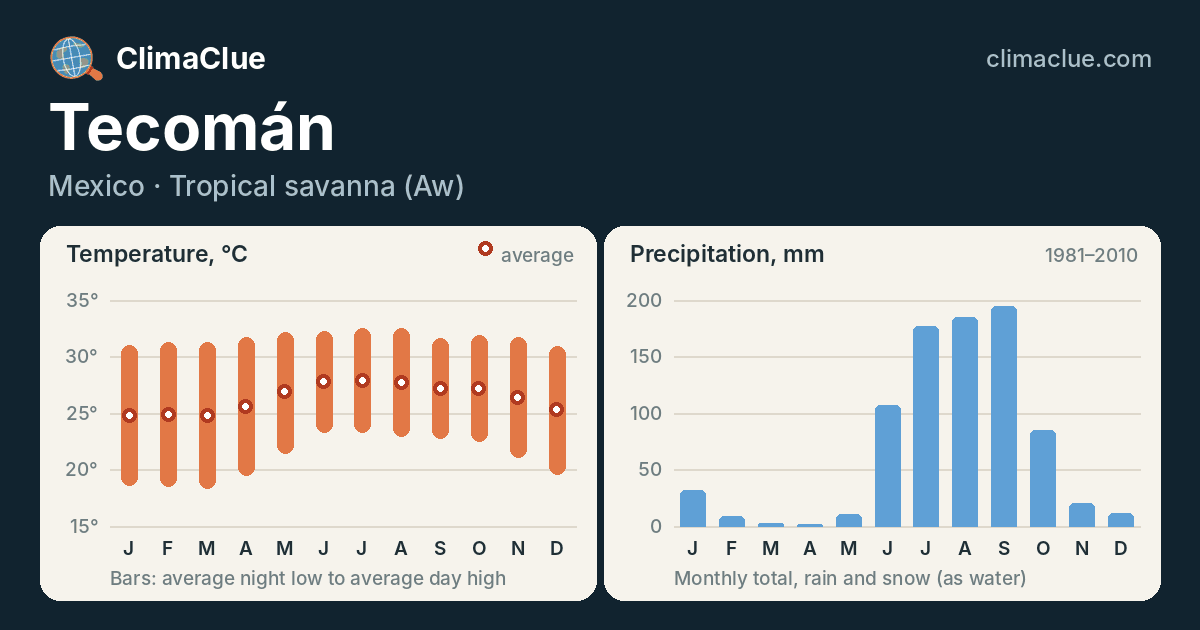 ClimaClue
climaclue.com
Tecomán
Mexico · Tropical savanna (Aw)
Temperature, °C
average
35°
30°
25°
20°
15°
J F M A M J J A S O N D
Bars: average night low to average day high
Precipitation, mm
1981–2010
200
150
100
50
0
J F M A M J J A S O N D
Monthly total, rain and snow (as water)